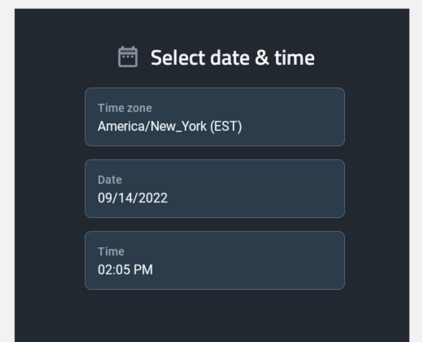 Select date & time
Time zone
America/New_York (EST)
Date
09/14/2022
Time
02:05 PM